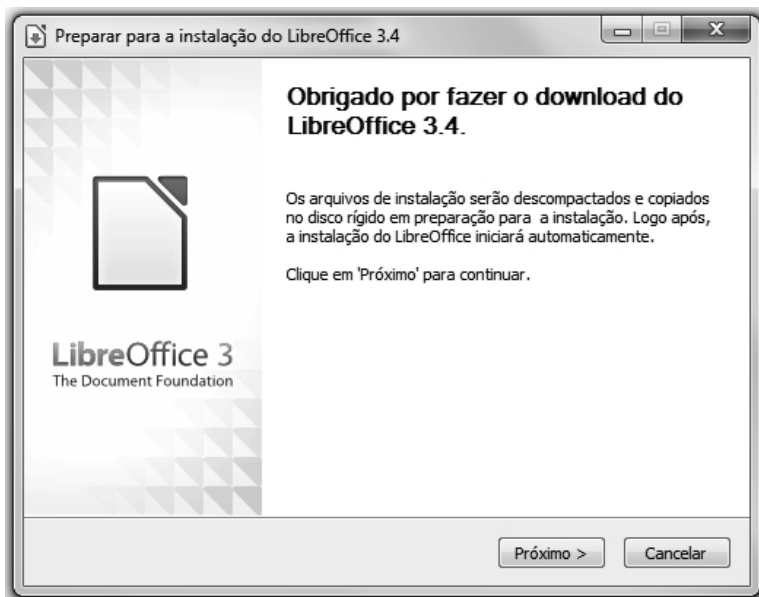 Preparar para a instalação do LibreOffice 3.4
Obrigado por fazer o download do
LibreOffice 3.4.
Os arquivos de instalação serão descompactados e copiados
no disco rígido em preparação para a instalação. Logo após,
a instalação do LibreOffice iniciará automaticamente.
Clique em 'Próximo' para continuar.
LibreOffice 3
The Document Foundation
Próximo >
Cancelar